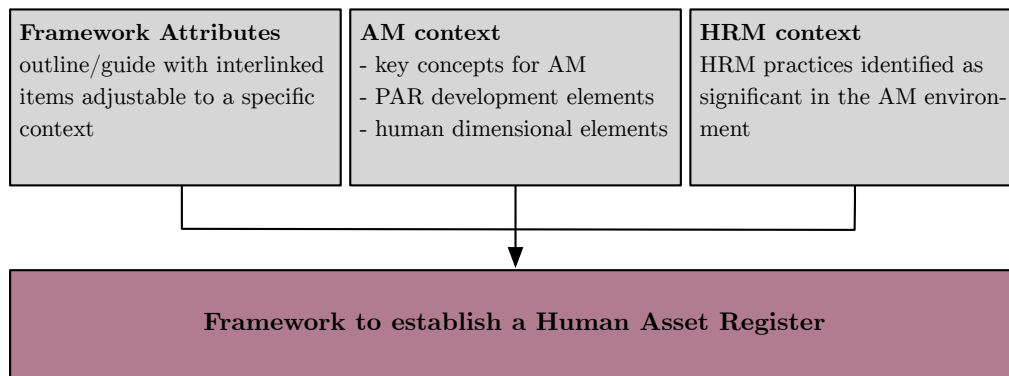 Framework Attributes
outline/guide with interlinked
items adjustable to a specific
context
AM context
- key concepts for AM
- PAR development elements
- human dimensional elements
HRM context
HRM practices identified as
significant in the AM environ-
ment
Framework to establish a Human Asset Register